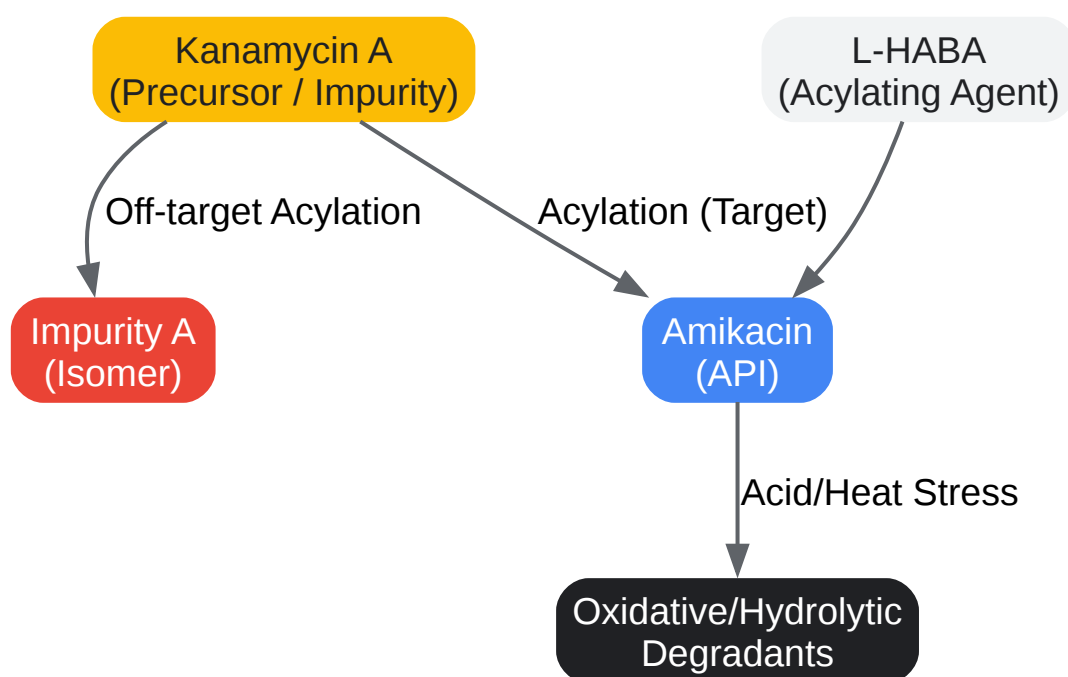 Kanamycin A
(Precursor / Impurity)
L-HABA
(Acylating Agent)
Off-target Acylation
Acylation (Target)
Impurity A
(Isomer)
Amikacin
(API)
Acid/Heat Stress
Oxidative/Hydrolytic
Degradants